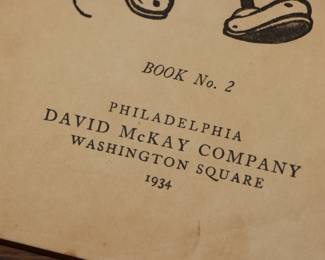 BOOK No. 2
PHILADELPHIA
DAVID McKAY COMPANY
WASHINGTON SQUARE
1934